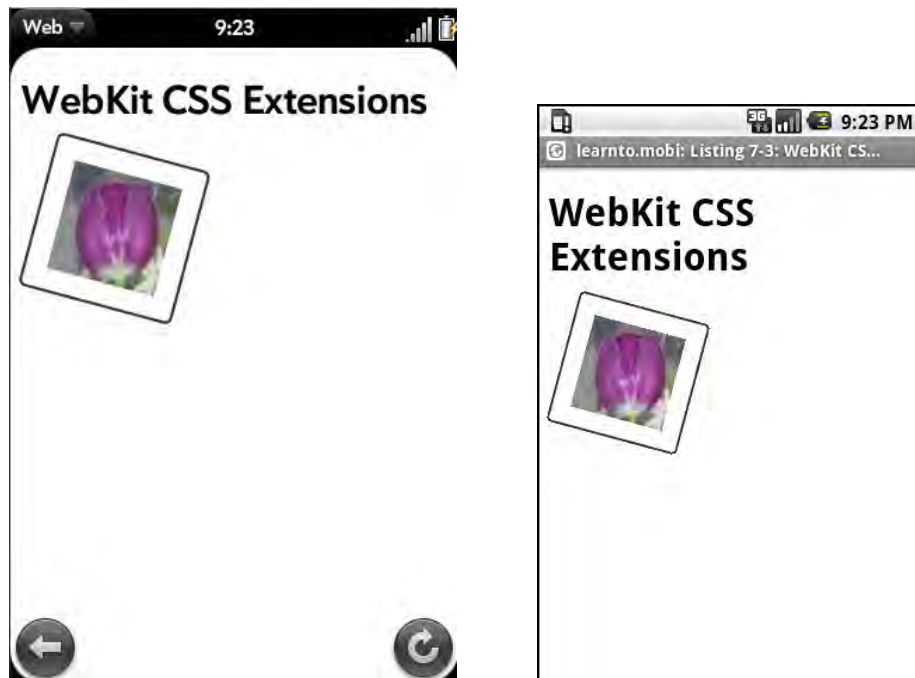 Web
9:23
WebKit CSS Extensions
3G
9:23 PM
learnto.mobi: Listing 7-3: WebKit CS...
WebKit CSS
Extensions